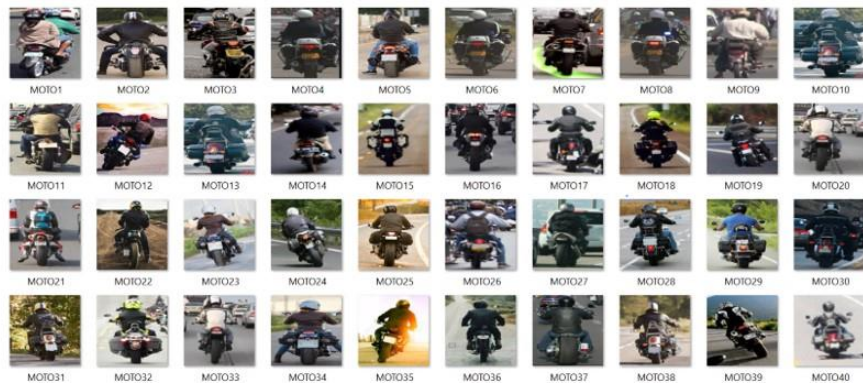 MOTO1 MOTO2 MOTO3 MOTO4 MOTO5 MOTO6 MOTO7 MOTO8 MOTO9 MOTO10
MOTO11 MOTO12 MOTO13 MOTO14 MOTO15 MOTO16 MOTO17 MOTO18 MOTO19 MOTO20
MOTO21 MOTO22 MOTO23 MOTO24 MOTO25 MOTO26 MOTO27 MOTO28 MOTO29 MOTO30
MOTO31 MOTO32 MOTO33 MOTO34 MOTO35 MOTO36 MOTO37 MOTO38 MOTO39 MOTO40